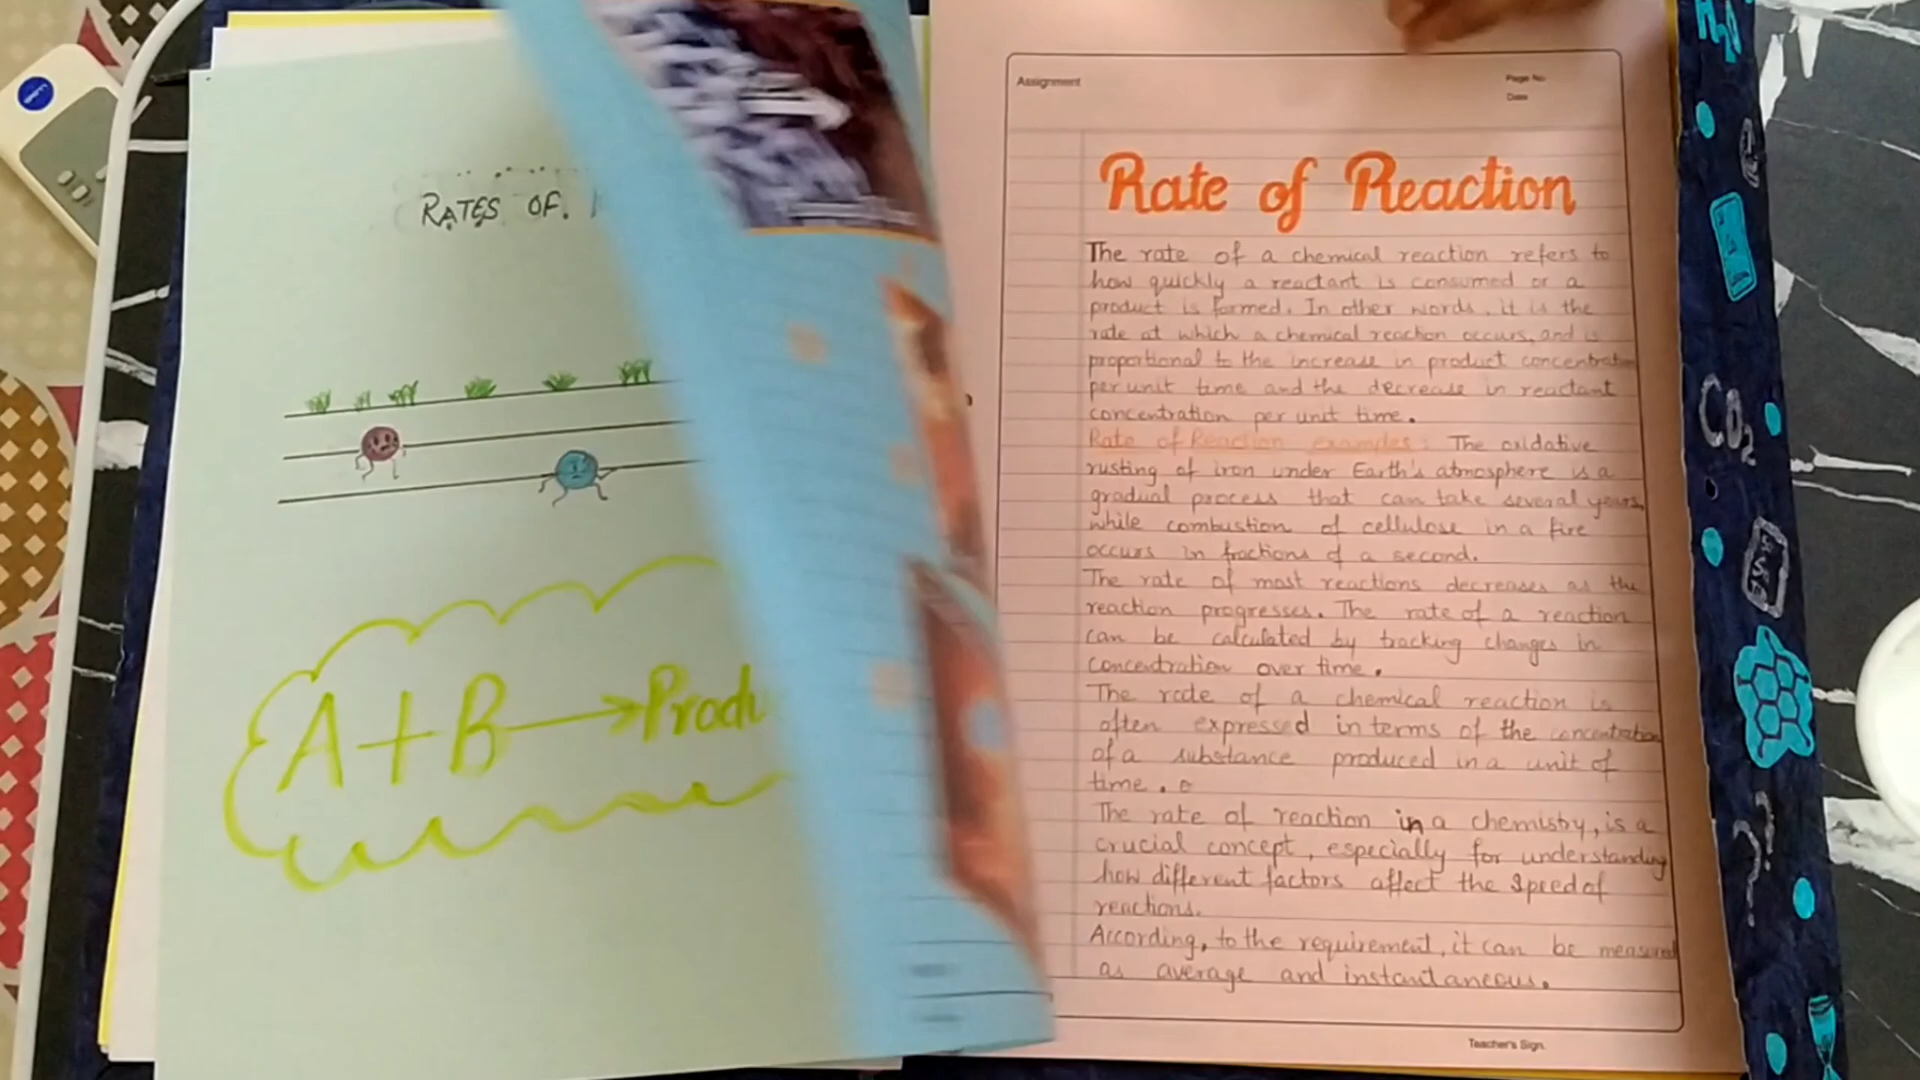 RATES OF.
A+B → Produ
Assignment
Page No.
Date
Rate of Reaction
The rate of a chemical reaction refers to
how quickly a reactant is consumed or a
product is formed. In other words, it is the
rate at which a chemical reaction occurs, and is
proportional to the increase in product concentration
per unit time and the decrease in reactant
concentration per unit time.
Rate of Reaction examples: The oxidative
rusting of iron under Earth's atmosphere is a
gradual process that can take several years,
while combustion of cellulose in a fire
occurs in fractions of a second.
The rate of most reactions decreases as the
reaction progresses. The rate of a reaction
can be calculated by tracking changes in
concentration over time.
The rate of a chemical reaction is
often expressed in terms of the concentration
of a substance produced in a unit of
time.
The rate of reaction in a chemistry, is a
crucial concept, especially for understanding
how different factors affect the speed of
reactions.
According, to the requirement, it can be measured
as average and instantaneous.
Teacher's Sign.
CO2